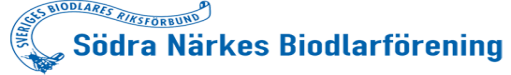 SVERIGES BIODLARES RIKSFÖRBUND
Södra Närkes Biodlarförening